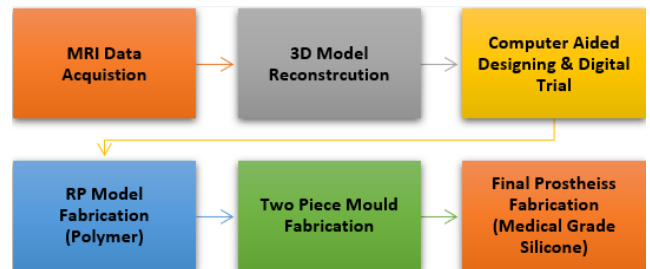 MRI Data
Acquistion
3D Model
Reconstrcution
Computer Aided
Designing & Digital
Trial
RP Model
Fabrication
(Polymer)
Two Piece Mould
Fabrication
Final Prostheiss
Fabrication
(Medical Grade
Silicone)